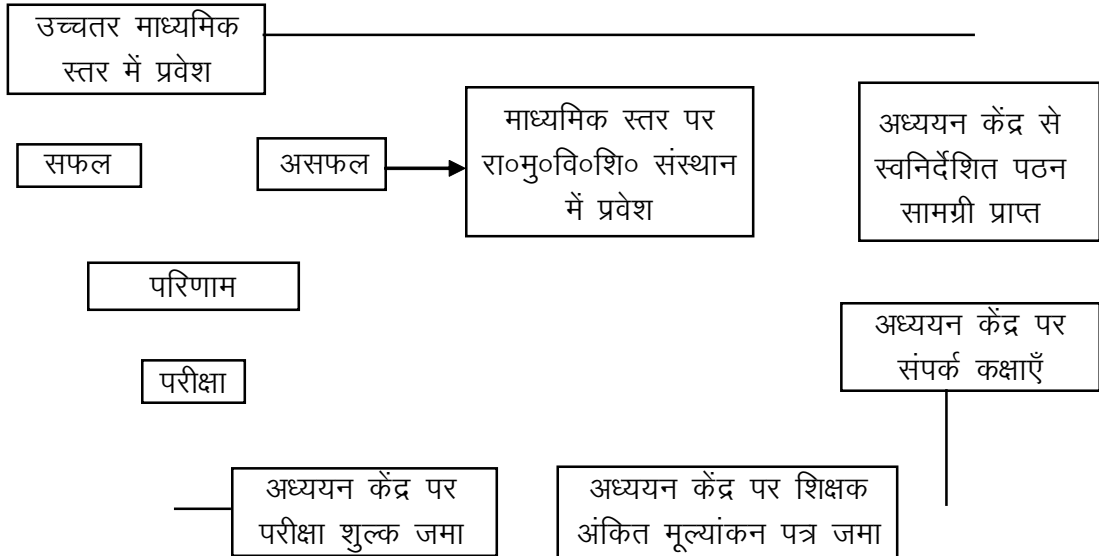 उच्चतर माध्यमिक
स्तर में प्रवेश
माध्यमिक स्तर पर
रा०मु०वि०शि० संस्थान
में प्रवेश
अध्ययन केंद्र से
स्वनिर्देशित पठन
सामग्री प्राप्त
सफल
असफल
परिणाम
अध्ययन केंद्र पर
संपर्क कक्षाएँ
परीक्षा
अध्ययन केंद्र पर
परीक्षा शुल्क जमा
अध्ययन केंद्र पर शिक्षक
अंकित मूल्यांकन पत्र जमा